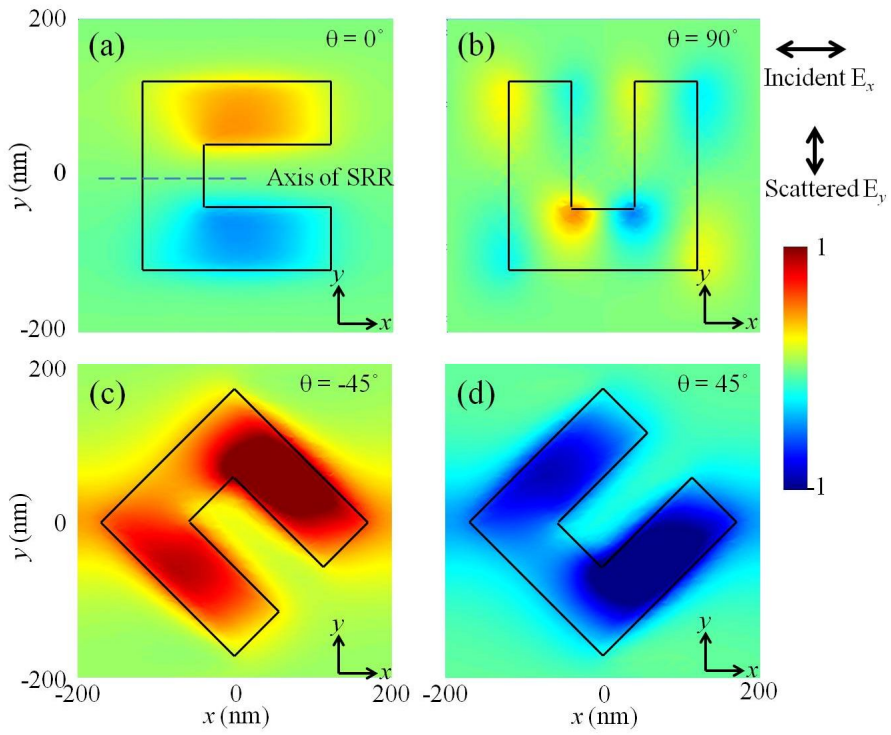 200
(a)
θ = 0°
(b)
θ = 90°
Incident Ex
y (nm)
0
Axis of SRR
Scattered Ey
y
x
y
x
-200
1
-1
200
(c)
θ = -45°
(d)
θ = 45°
y (nm)
0
y
x
y
x
-200
-200
0
200
-200
0
200
x (nm)
x (nm)